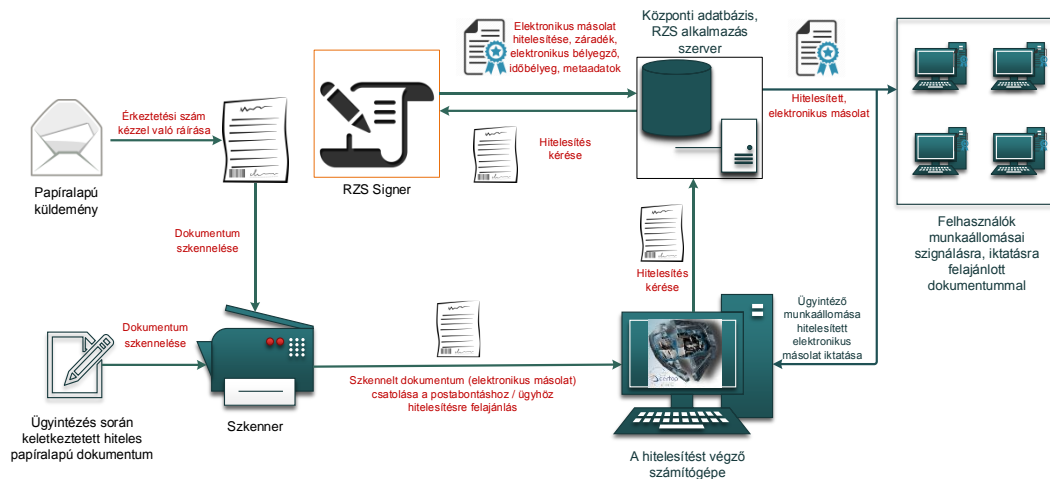 Elektronikus másolat
hitelesítése, záradék,
elektronikus bélyegző,
időbélyeg, metaadatok
Központi adatbázis,
RZS alkalmazás
szerver
Érkeztetési szám
kézzel való ráírása
Hitelesítés
kérése
Hitelesített,
elektronikus másolat
Papíralapú
küldemény
RZS Signer
Felhasználók
munkaállomásai
szignálásra, iktatásra
felajánlott
dokumentummal
Dokumentum
szkennelése
Hitelesítés
kérése
Dokumentum
szkennelése
Ügyintéző
munkaállomása
hitelesített
elektronikus
másolat iktatása
Szkennelt dokumentum (elektronikus másolat)
csatolása a postabontáshoz / ügyhöz
hitelesítésre felajánlás
certop
Ügyintézés során
keletkeztetett hiteles
papíralapú dokumentum
Szkenner
A hitelesítést végző
számítógépe